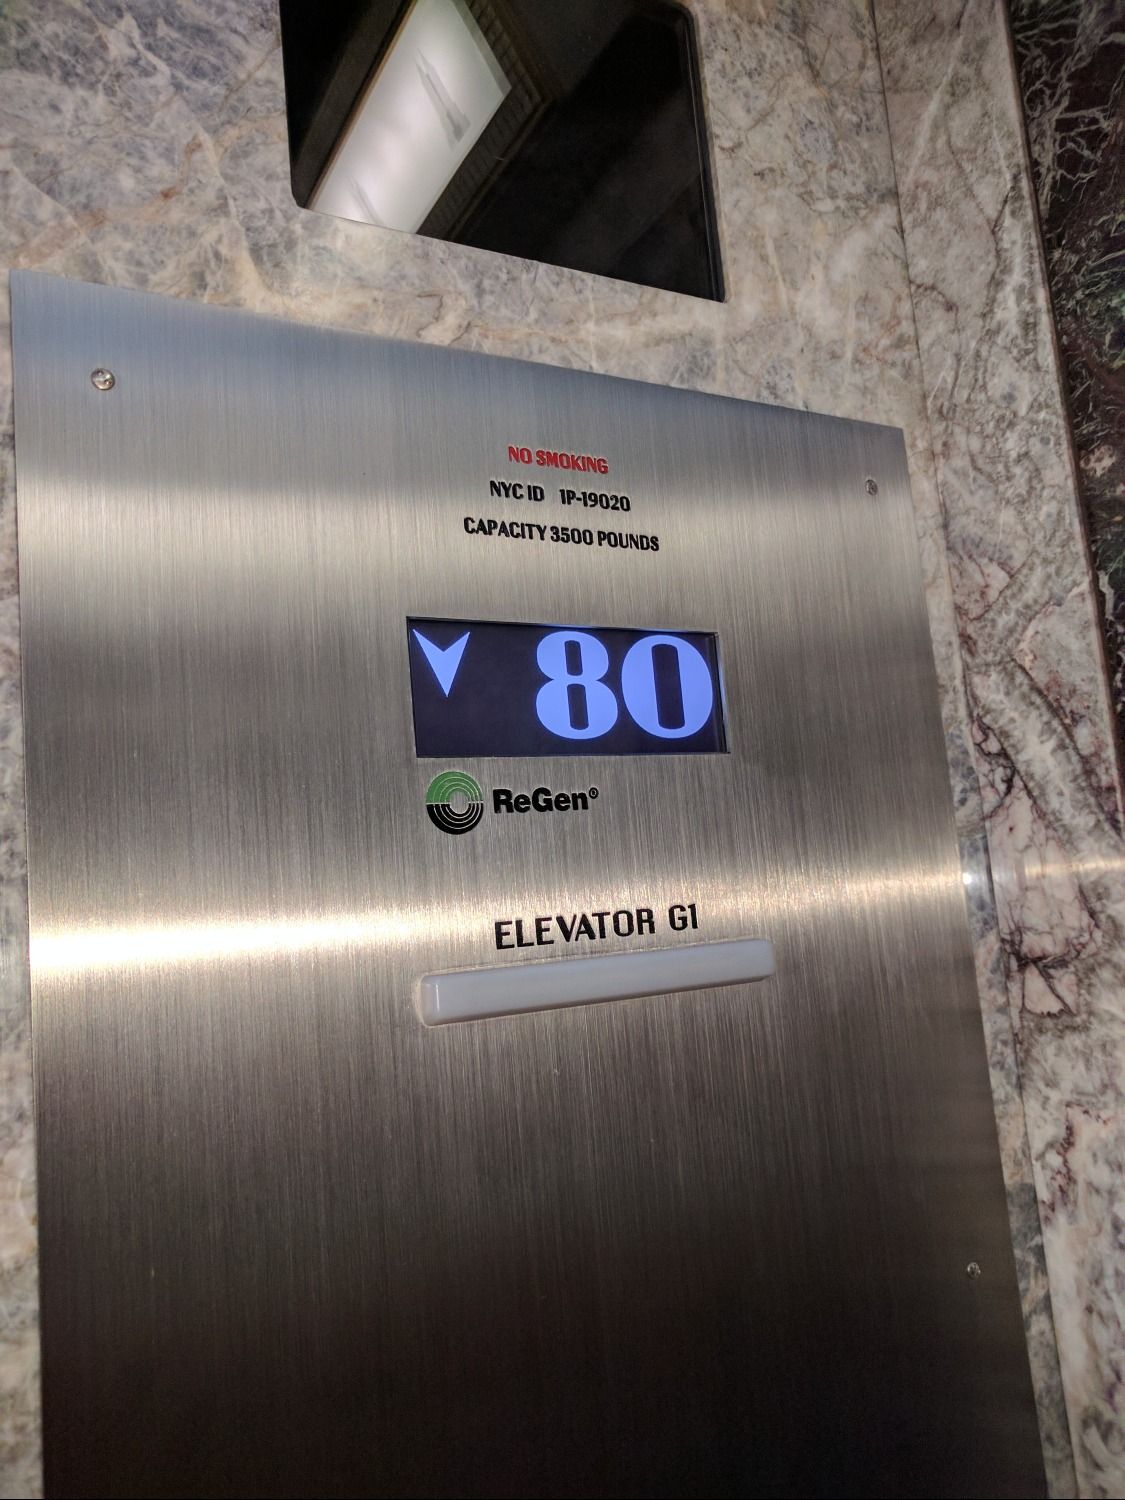 NO SMOKING
NYC ID 1P-19020
CAPACITY 3500 POUNDS
80
ReGen®
ELEVATOR G1